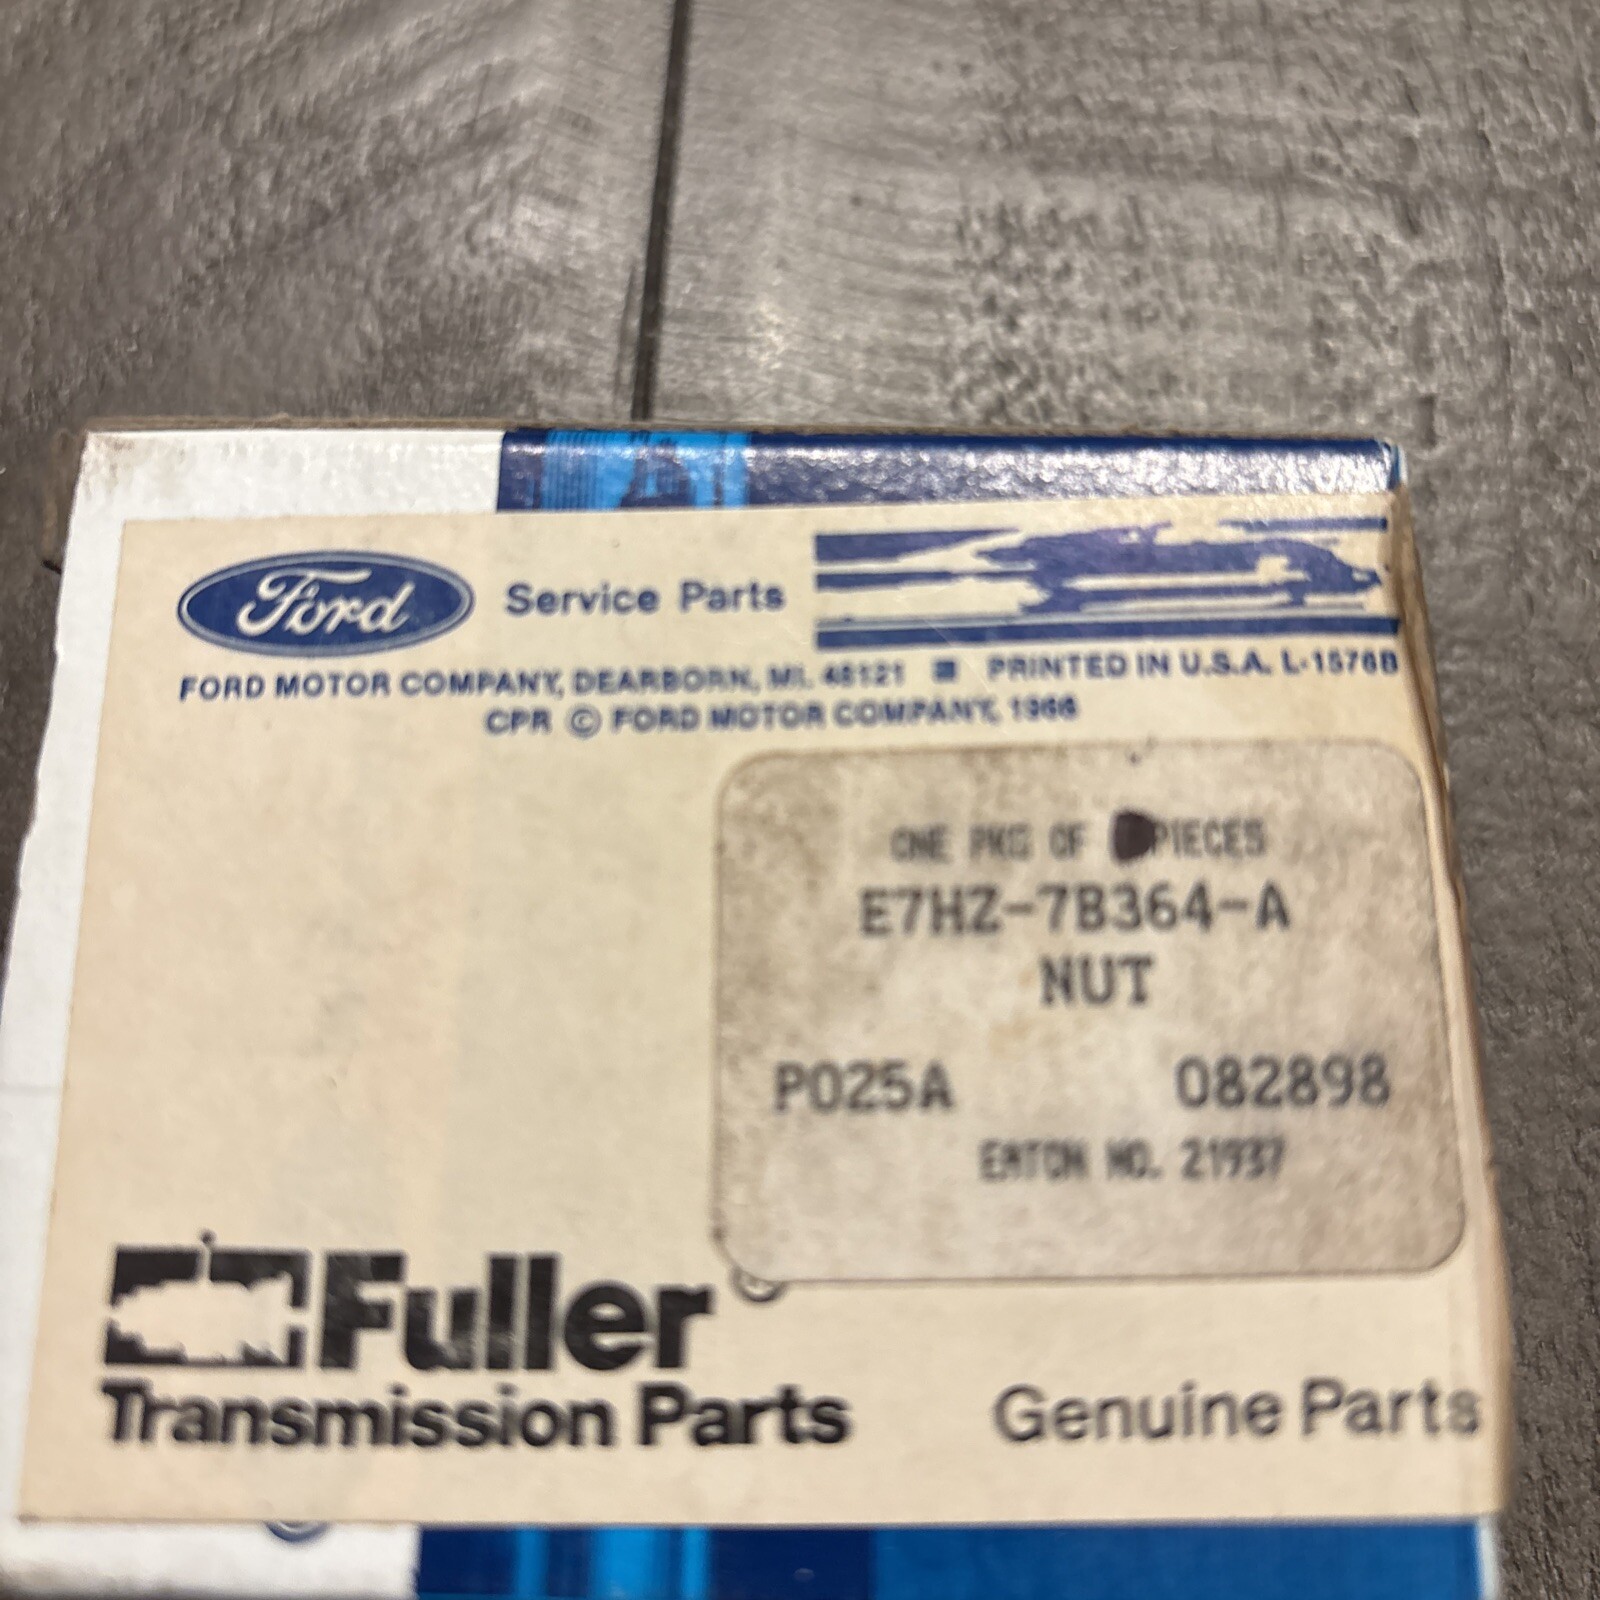 Ford Service Parts
FORD MOTOR COMPANY, DEARBORN, MI. 48121 ■ PRINTED IN U.S.A. L-1576B
CPR © FORD MOTOR COMPANY, 1966
ONE PKG OF PIECES
E7HZ-7B364-A
NUT
P025A 082898
EATON NO. 21937
Fuller
Transmission Parts Genuine Parts